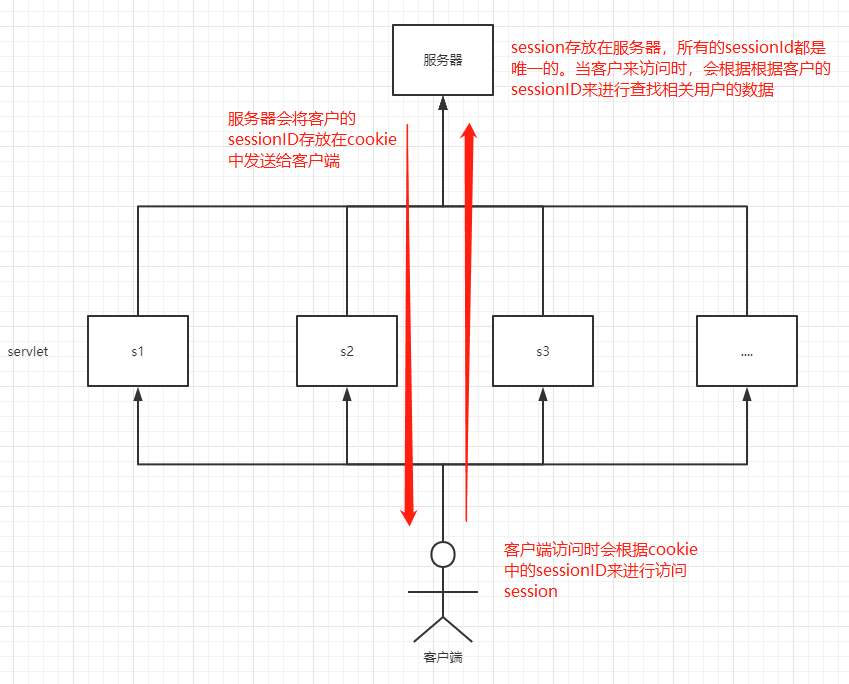 服务器
session存放在服务器，所有的sessionId都是
唯一的。当客户来访问时，会根据根据客户的
sessionID来进行查找相关用户的数据
服务器会将客户的
sessionID存放在cookie
中发送给客户端
servlet
s1
s2
s3
....
客户端访问时会根据cookie
中的sessionID来进行访问
session
客户端